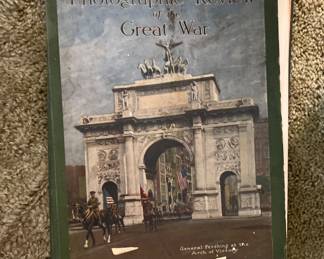 Photographic Review
of the
Great War
General Pershing at the
Arch of Victory